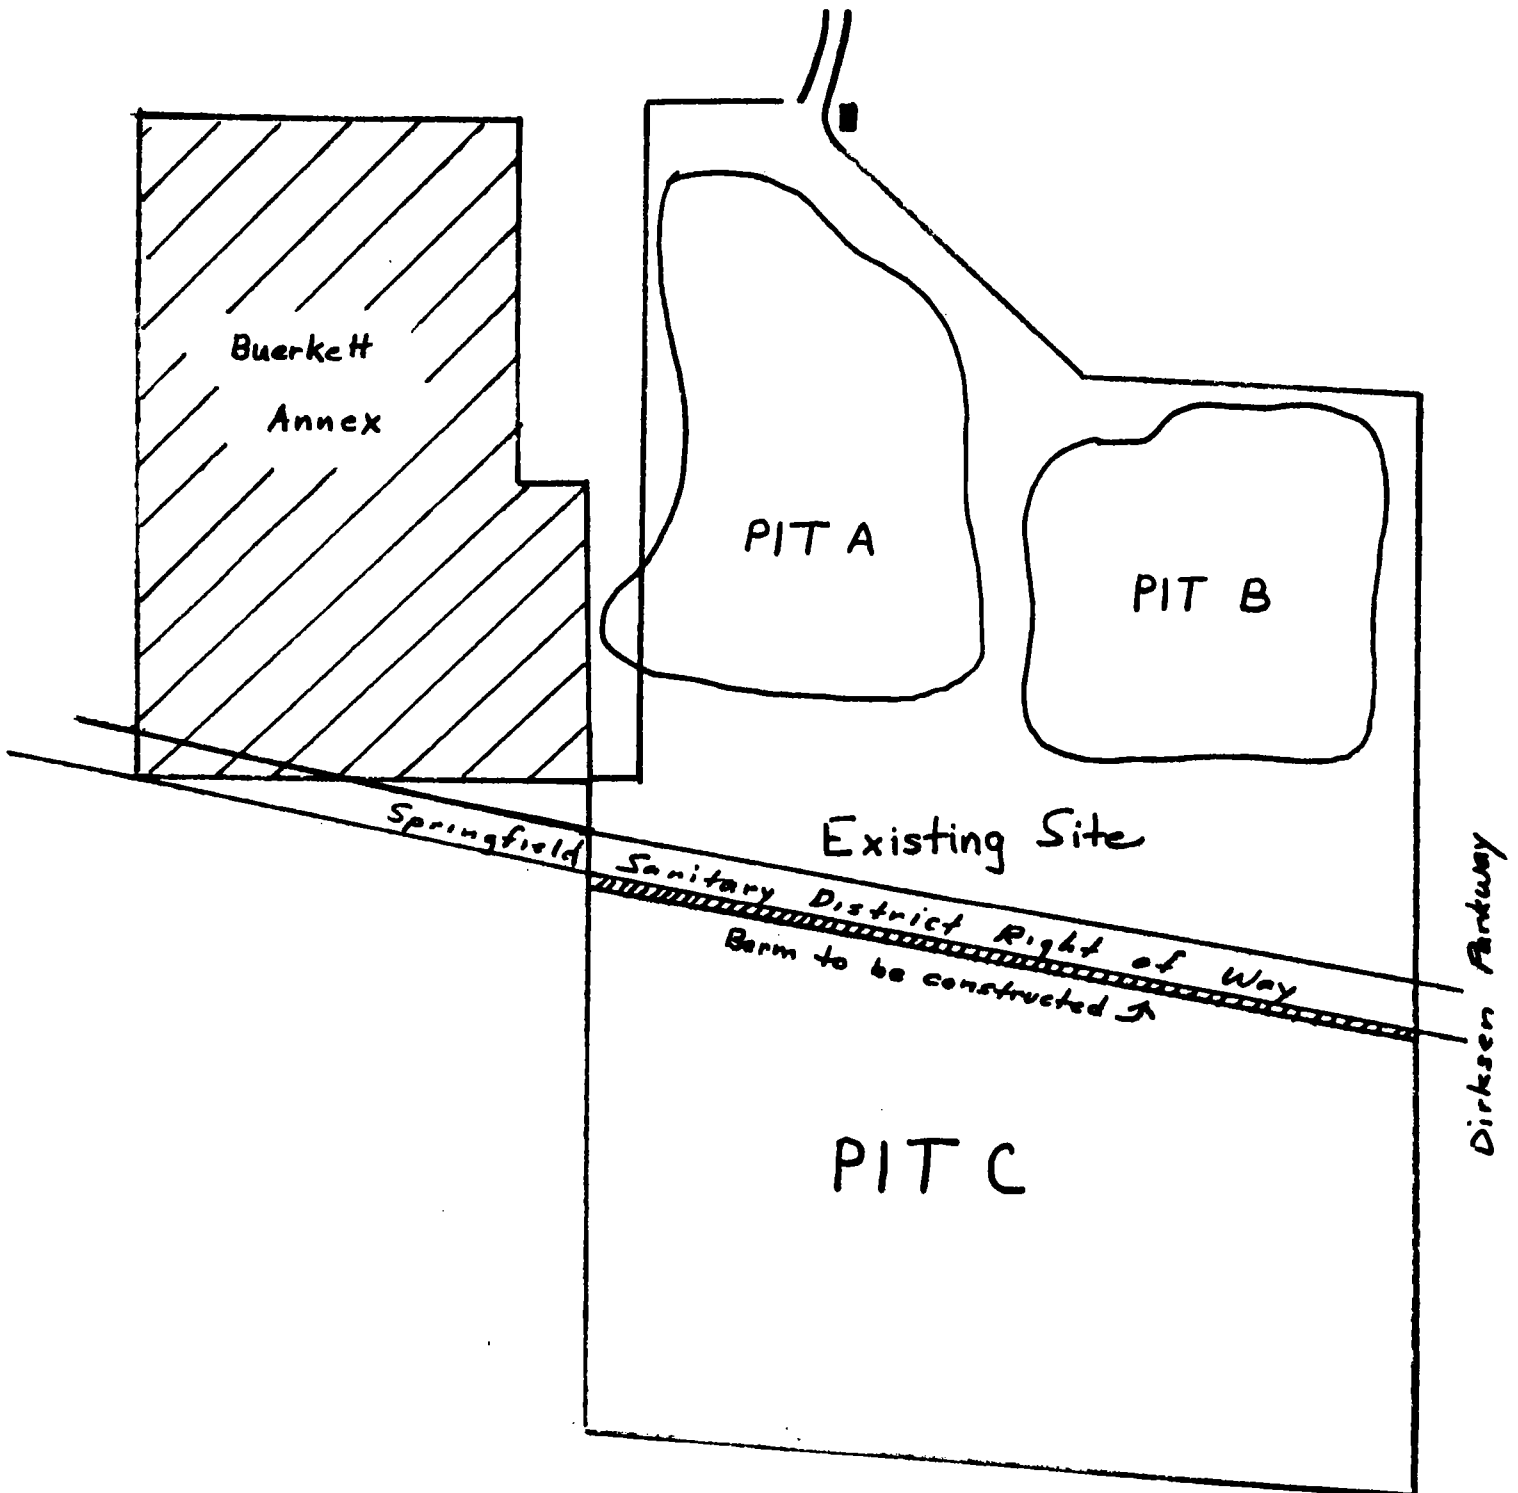 Buerkett
Annex
PIT A
PIT B
Existing Site
Springfield Sanitary District Right of Way
Berm to be constructed
Dirksen Parkway
PIT C